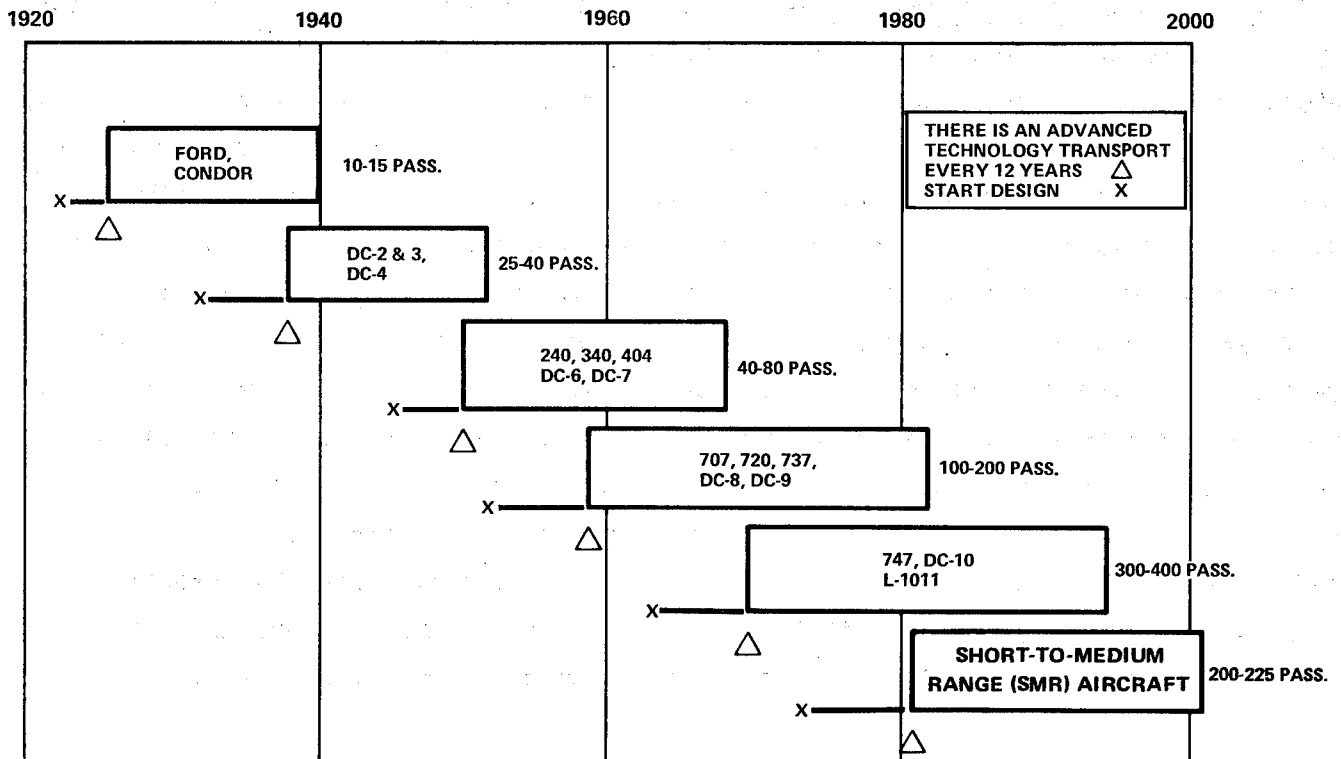 1920 1940 1960 1980 2000
THERE IS AN ADVANCED
TECHNOLOGY TRANSPORT
EVERY 12 YEARS △
START DESIGN X
FORD,
CONDOR
10-15 PASS.
X
△
DC-2 & 3,
DC-4
25-40 PASS.
X
△
240, 340, 404
DC-6, DC-7
40-80 PASS.
X
△
707, 720, 737,
DC-8, DC-9
100-200 PASS.
X
△
747, DC-10
L-1011
300-400 PASS.
X
△
SHORT-TO-MEDIUM
RANGE (SMR) AIRCRAFT
200-225 PASS.
X
△